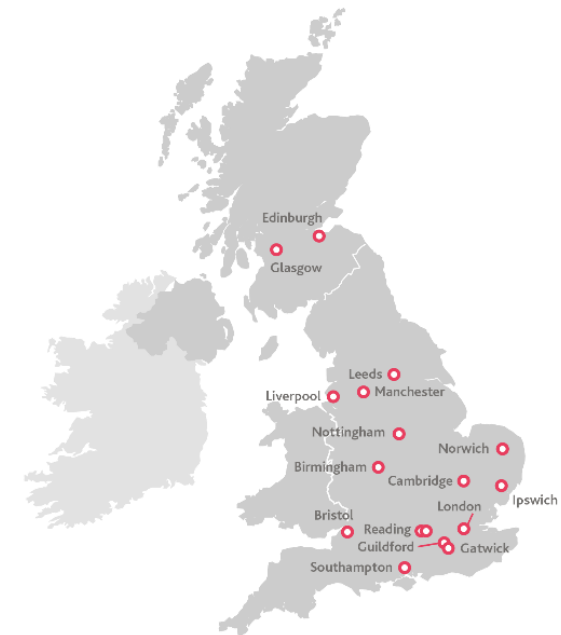 Edinburgh
Glasgow
Leeds
Manchester
Liverpool
Nottingham
Norwich
Birmingham
Cambridge
Ipswich
London
Bristol
Reading
Guildford
Gatwick
Southampton